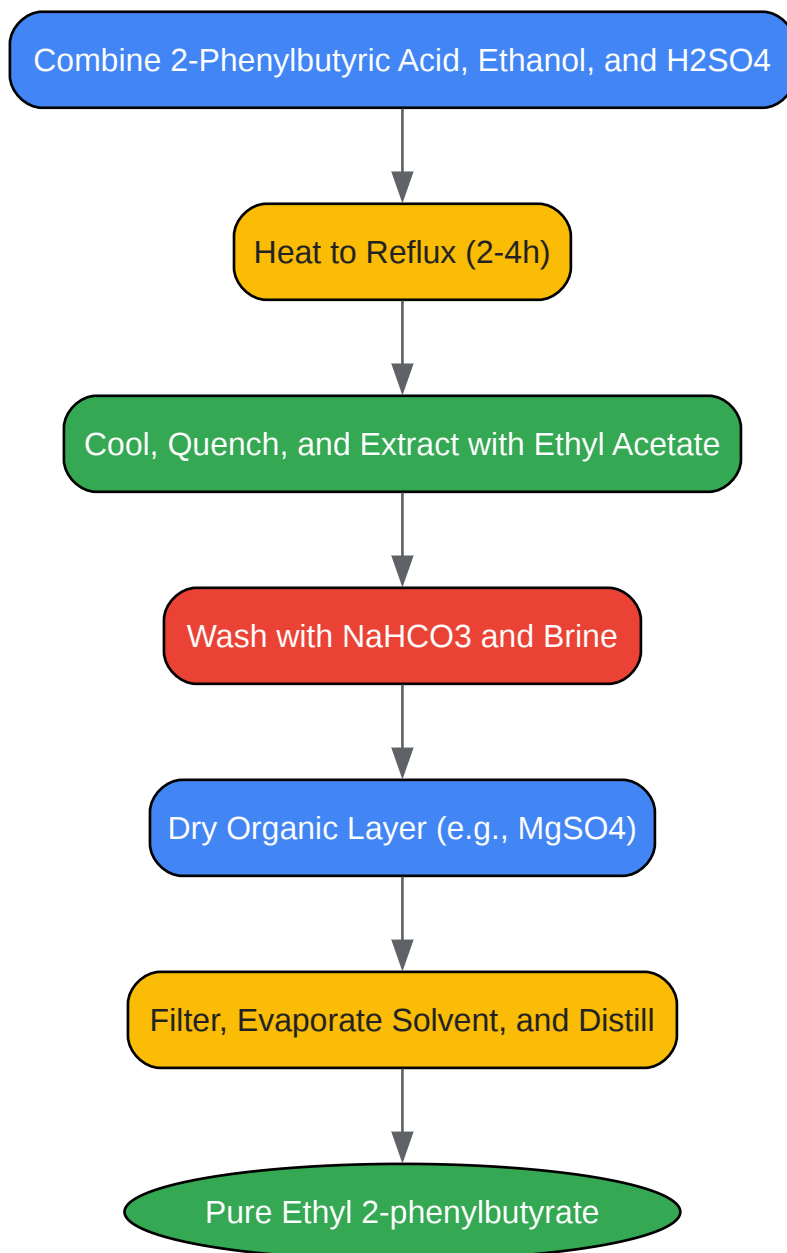 Combine 2-Phenylbutyric Acid, Ethanol, and H2SO4
Heat to Reflux (2-4h)
Cool, Quench, and Extract with Ethyl Acetate
Wash with NaHCO3 and Brine
Dry Organic Layer (e.g., MgSO4)
Filter, Evaporate Solvent, and Distill
Pure Ethyl 2-phenylbutyrate